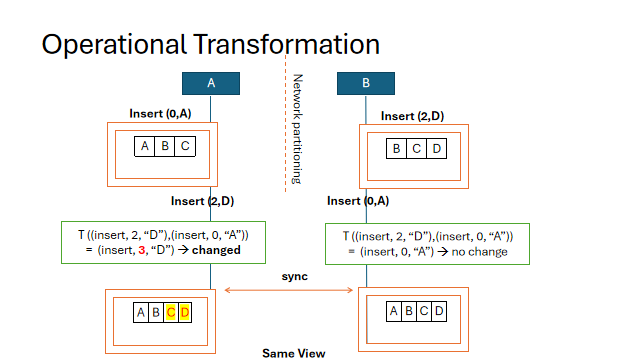 Operational Transformation
A
B
Network partitioning
Insert (0,A)
Insert (2,D)
A B C
B C D
Insert (2,D)
Insert (0,A)
T ((insert, 2, “D”),(insert, 0, “A”))
= (insert, 3, “D”) → changed
T ((insert, 2, “D”),(insert, 0, “A”))
= (insert, 0, “A”) → no change
sync
A B C D
A B C D
Same View